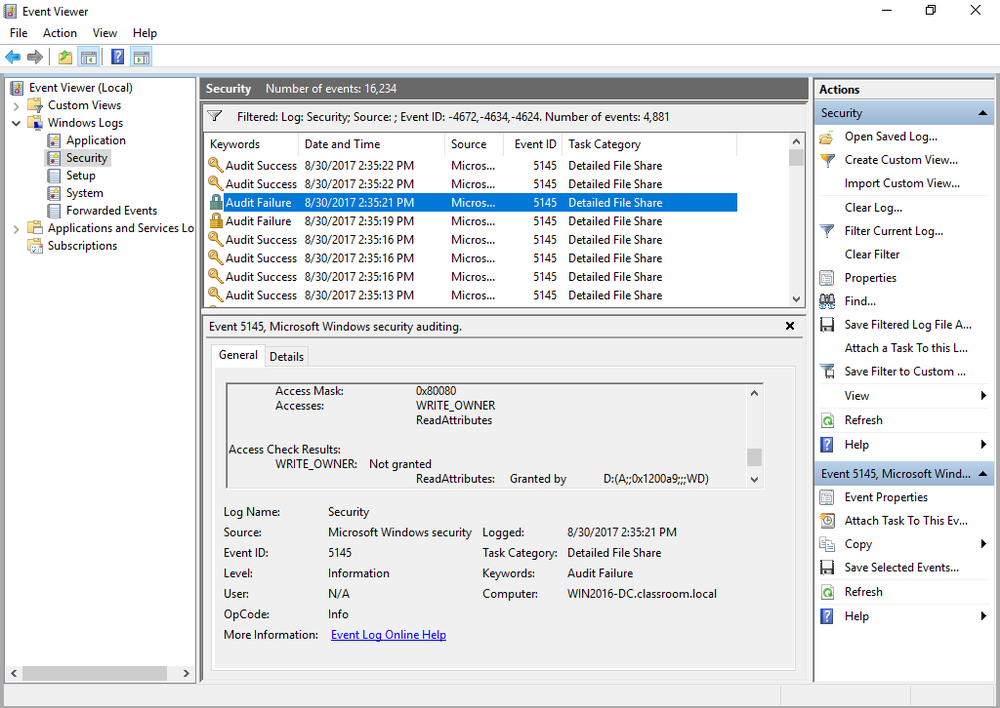 Event Viewer
File Action View Help
Event Viewer (Local)
Custom Views
Windows Logs
Application
Security
Setup
System
Forwarded Events
Applications and Services Lo
Subscriptions
Security Number of events: 16,234
Filtered: Log: Security; Source: ; Event ID: -4672,-4634,-4624. Number of events: 4,881
Keywords Date and Time Source Event ID Task Category
Audit Success 8/30/2017 2:35:22 PM Micros... 5145 Detailed File Share
Audit Success 8/30/2017 2:35:22 PM Micros... 5145 Detailed File Share
Audit Failure 8/30/2017 2:35:21 PM Micros... 5145 Detailed File Share
Audit Failure 8/30/2017 2:35:19 PM Micros... 5145 Detailed File Share
Audit Success 8/30/2017 2:35:16 PM Micros... 5145 Detailed File Share
Audit Success 8/30/2017 2:35:16 PM Micros... 5145 Detailed File Share
Audit Success 8/30/2017 2:35:16 PM Micros... 5145 Detailed File Share
Audit Success 8/30/2017 2:35:13 PM Micros... 5145 Detailed File Share
Event 5145, Microsoft Windows security auditing.
General Details
Access Mask: 0x80080
Accesses: WRITE_OWNER
ReadAttributes
Access Check Results:
WRITE_OWNER: Not granted
ReadAttributes: Granted by D:(A;;0x1200a9;;;WD)
Log Name: Security
Source: Microsoft Windows security Logged: 8/30/2017 2:35:21 PM
Event ID: 5145 Task Category: Detailed File Share
Level: Information Keywords: Audit Failure
User: N/A Computer: WIN2016-DC.classroom.local
OpCode: Info
More Information: Event Log Online Help
Actions
Security
Open Saved Log...
Create Custom View...
Import Custom View...
Clear Log...
Filter Current Log...
Clear Filter
Properties
Find...
Save Filtered Log File A...
Attach a Task To this L...
Save Filter to Custom ...
View
Refresh
Help
Event 5145, Microsoft Wind...
Event Properties
Attach Task To This Ev...
Copy
Save Selected Events...
Refresh
Help